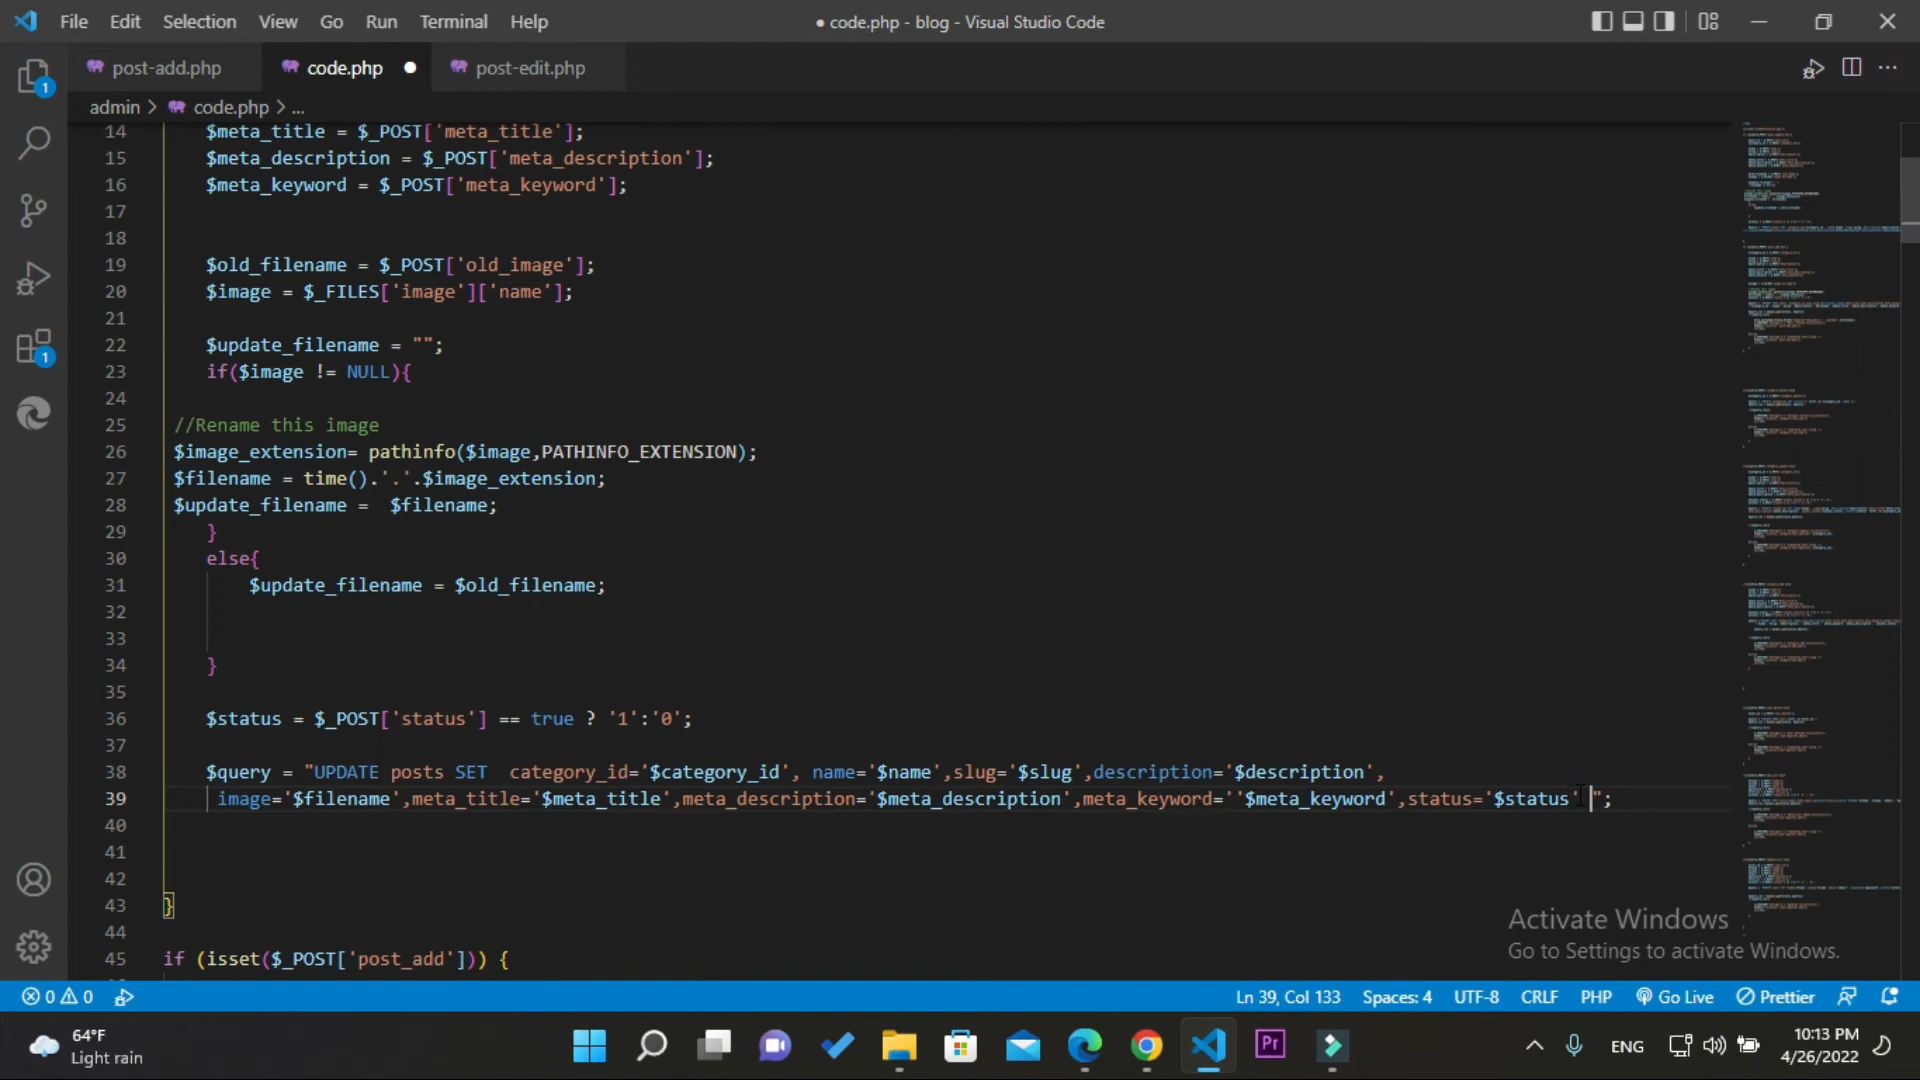 File Edit Selection View Go Run Terminal Help
● code.php - blog - Visual Studio Code
post-add.php code.php ● post-edit.php
admin > code.php > ...
14 $meta_title = $_POST['meta_title'];
15 $meta_description = $_POST['meta_description'];
16 $meta_keyword = $_POST['meta_keyword'];
17
18
19 $old_filename = $_POST['old_image'];
20 $image = $_FILES['image']['name'];
21
22 $update_filename = "";
23 if($image != NULL){
24
25 //Rename this image
26 $image_extension= pathinfo($image,PATHINFO_EXTENSION);
27 $filename = time().'.'.$image_extension;
28 $update_filename =  $filename;
29 }
30 else{
31 $update_filename = $old_filename;
32
33
34 }
35
36 $status = $_POST['status'] == true ? '1':'0';
37
38 $query = "UPDATE posts SET  category_id='$category_id', name='$name',slug='$slug',description='$description',
39 image='$filename',meta_title='$meta_title',meta_description='$meta_description',meta_keyword=''$meta_keyword',status='$status' ";
40
41
42
43 }
44
45 if (isset($_POST['post_add'])) {
1
1
Activate Windows
Go to Settings to activate Windows.
0 0 Ln 39, Col 133 Spaces: 4 UTF-8 CRLF PHP Go Live Prettier
64°F
Light rain
Pr
ENG
10:13 PM
4/26/2022